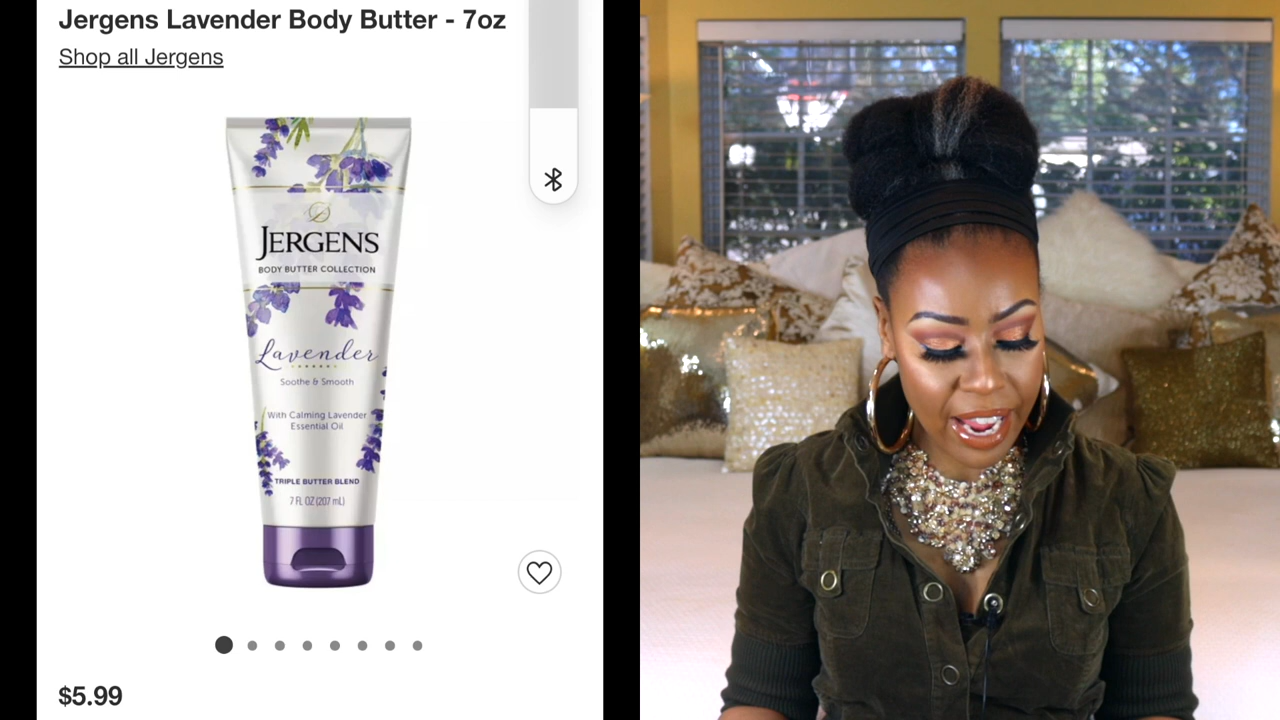 Jergens Lavender Body Butter - 7oz
Shop all Jergens
JERGENS
BODY BUTTER COLLECTION
Lavender
Soothe & Smooth
With Calming Lavender
Essential Oil
TRIPLE BUTTER BLEND
7 FL OZ (207 mL)
$5.99